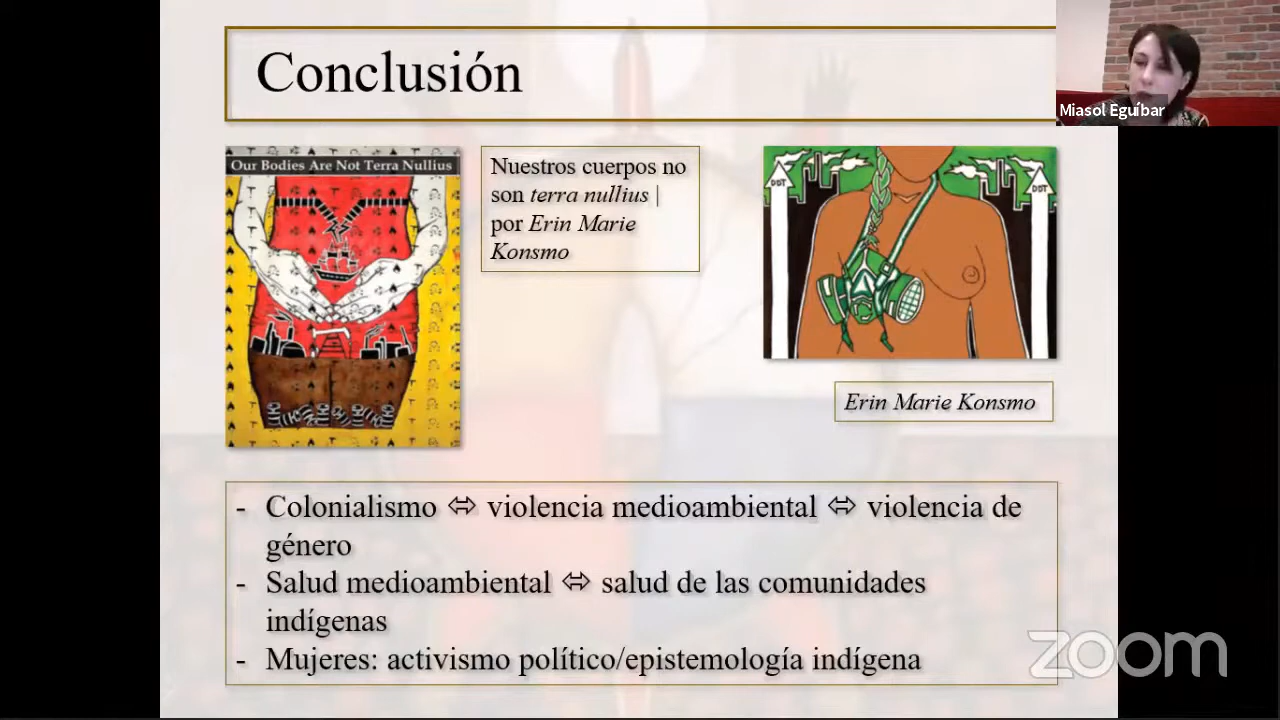 Conclusión
Miasol Eguíbar
Our Bodies Are Not Terra Nullius
Nuestros cuerpos no
son terra nullius |
por Erin Marie
Konsmo
DDT
DDT
Erin Marie Konsmo
- Colonialismo ⬄ violencia medioambiental ⬄ violencia de
género
- Salud medioambiental ⬄ salud de las comunidades
indígenas
- Mujeres: activismo político/epistemología indígena
zoom